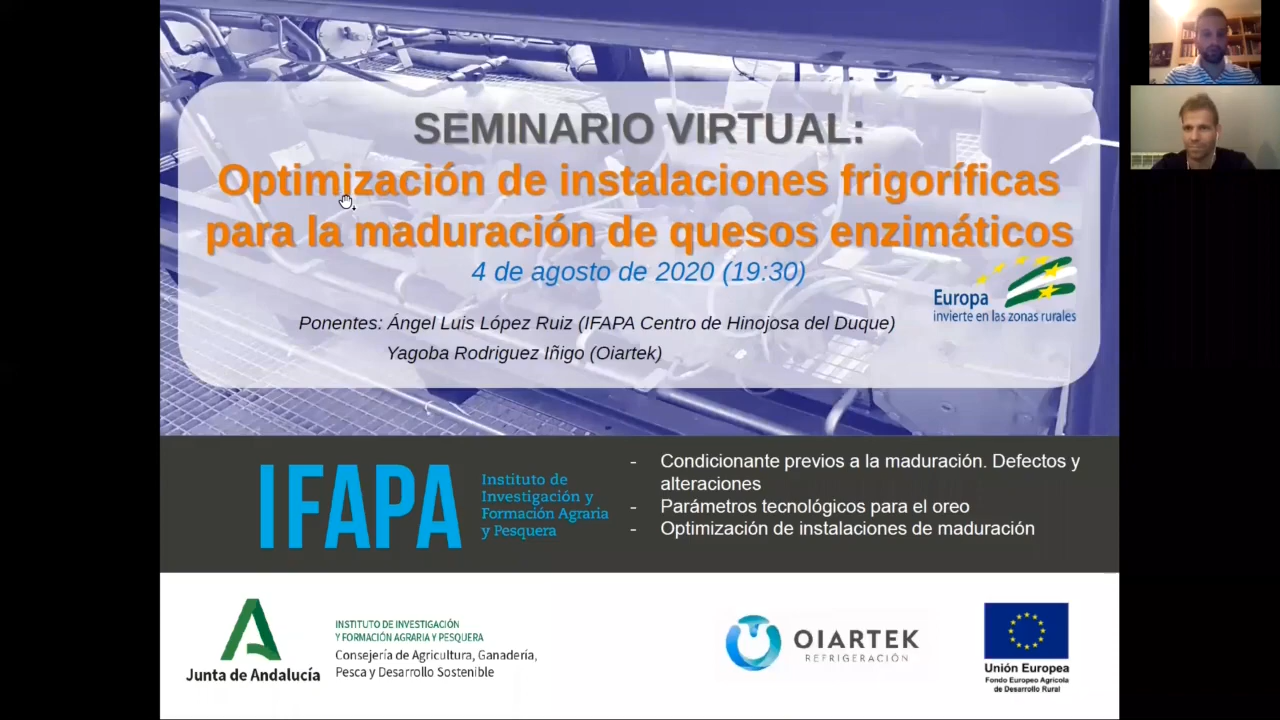 SEMINARIO VIRTUAL:
Optimización de instalaciones frigoríficas
para la maduración de quesos enzimáticos
4 de agosto de 2020 (19:30)
Europa
invierte en las zonas rurales
Ponentes: Ángel Luis López Ruiz (IFAPA Centro de Hinojosa del Duque)
Yagoba Rodriguez Iñigo (Oiartek)
IFAPA
Instituto de
Investigación y
Formación Agraria
y Pesquera
- Condicionante previos a la maduración. Defectos y
alteraciones
- Parámetros tecnológicos para el oreo
- Optimización de instalaciones de maduración
Junta de Andalucía
INSTITUTO DE INVESTIGACIÓN
Y FORMACIÓN AGRARIA Y PESQUERA
Consejería de Agricultura, Ganadería,
Pesca y Desarrollo Sostenible
OIARTEK
REFRIGERACIÓN
Unión Europea
Fondo Europeo Agrícola
de Desarrollo Rural